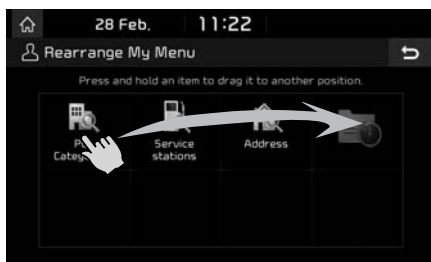 28 Feb. 11:22
Rearrange My Menu
Press and hold an item to drag it to another position.
Service
stations
Address